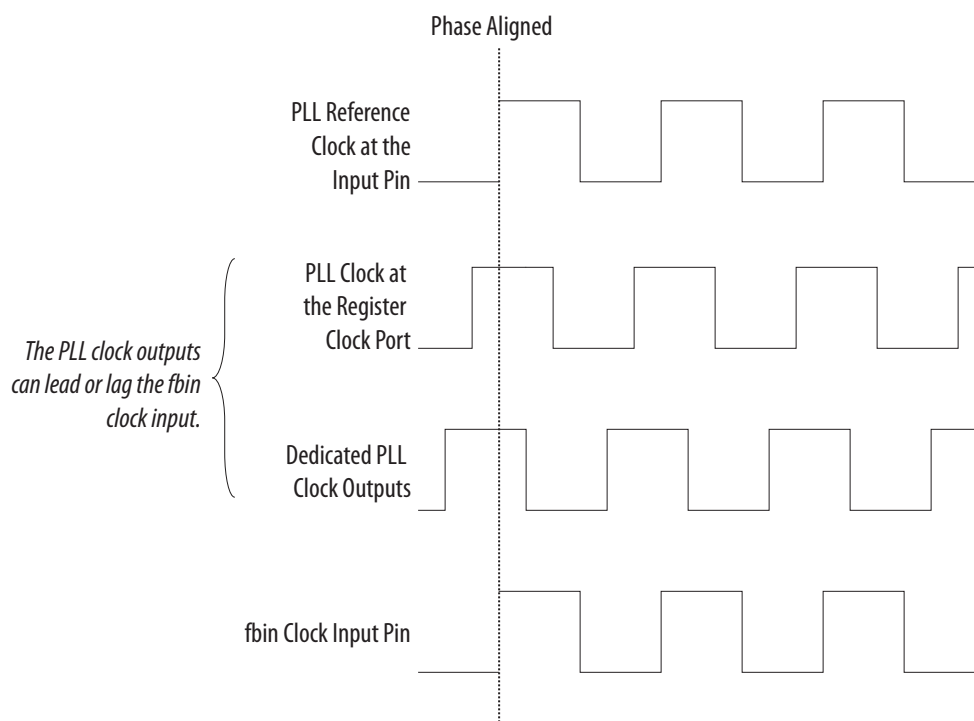 Phase Aligned
PLL Reference
Clock at the
Input Pin
PLL Clock at
the Register
Clock Port
The PLL clock outputs
can lead or lag the fbin
clock input.
Dedicated PLL
Clock Outputs
fbin Clock Input Pin